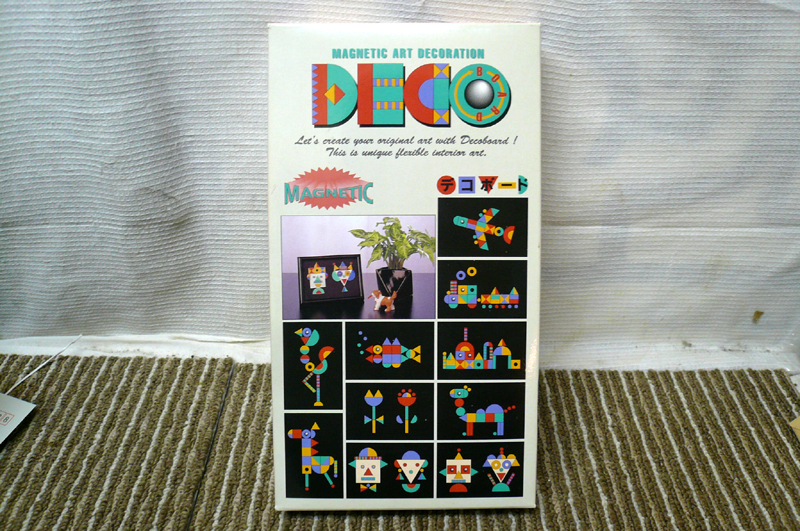 MAGNETIC ART DECORATION
DECO
BOARD
Let's create your original art with Decoboard !
This is unique flexible interior art.
MAGNETIC
デコボード